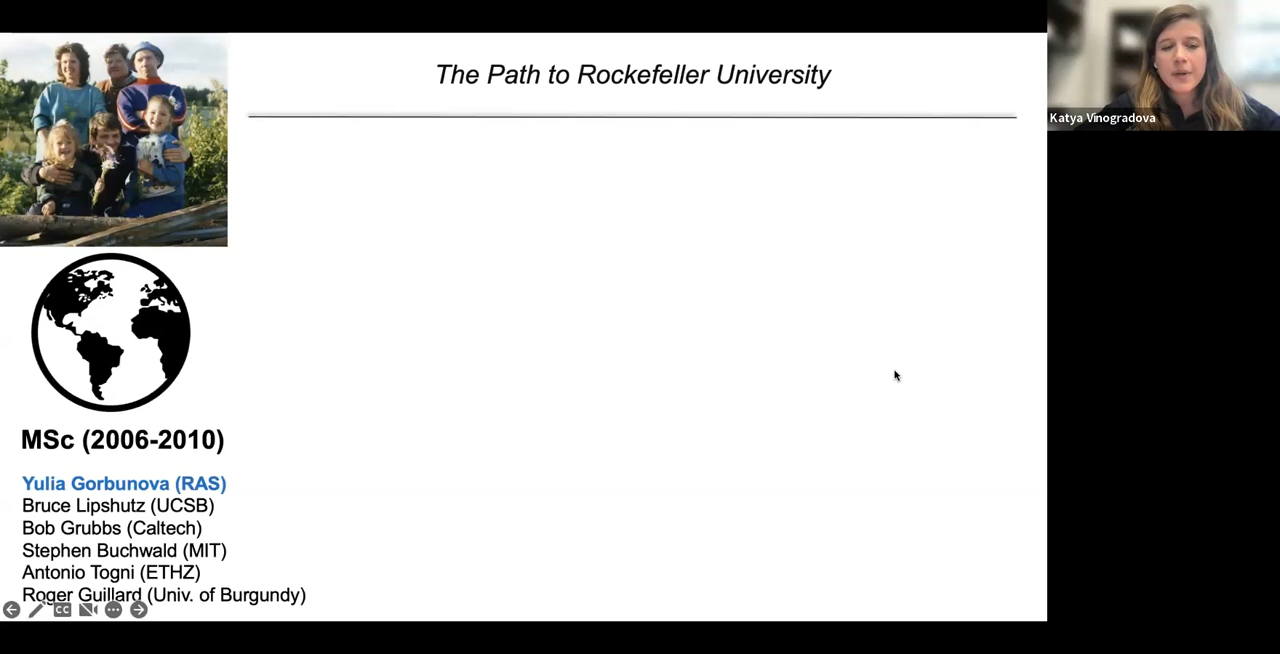 The Path to Rockefeller University
Katya Vinogradova
MSc (2006-2010)
Yulia Gorbunova (RAS)
Bruce Lipshutz (UCSB)
Bob Grubbs (Caltech)
Stephen Buchwald (MIT)
Antonio Togni (ETHZ)
Roger Guillard (Univ. of Burgundy)
CC